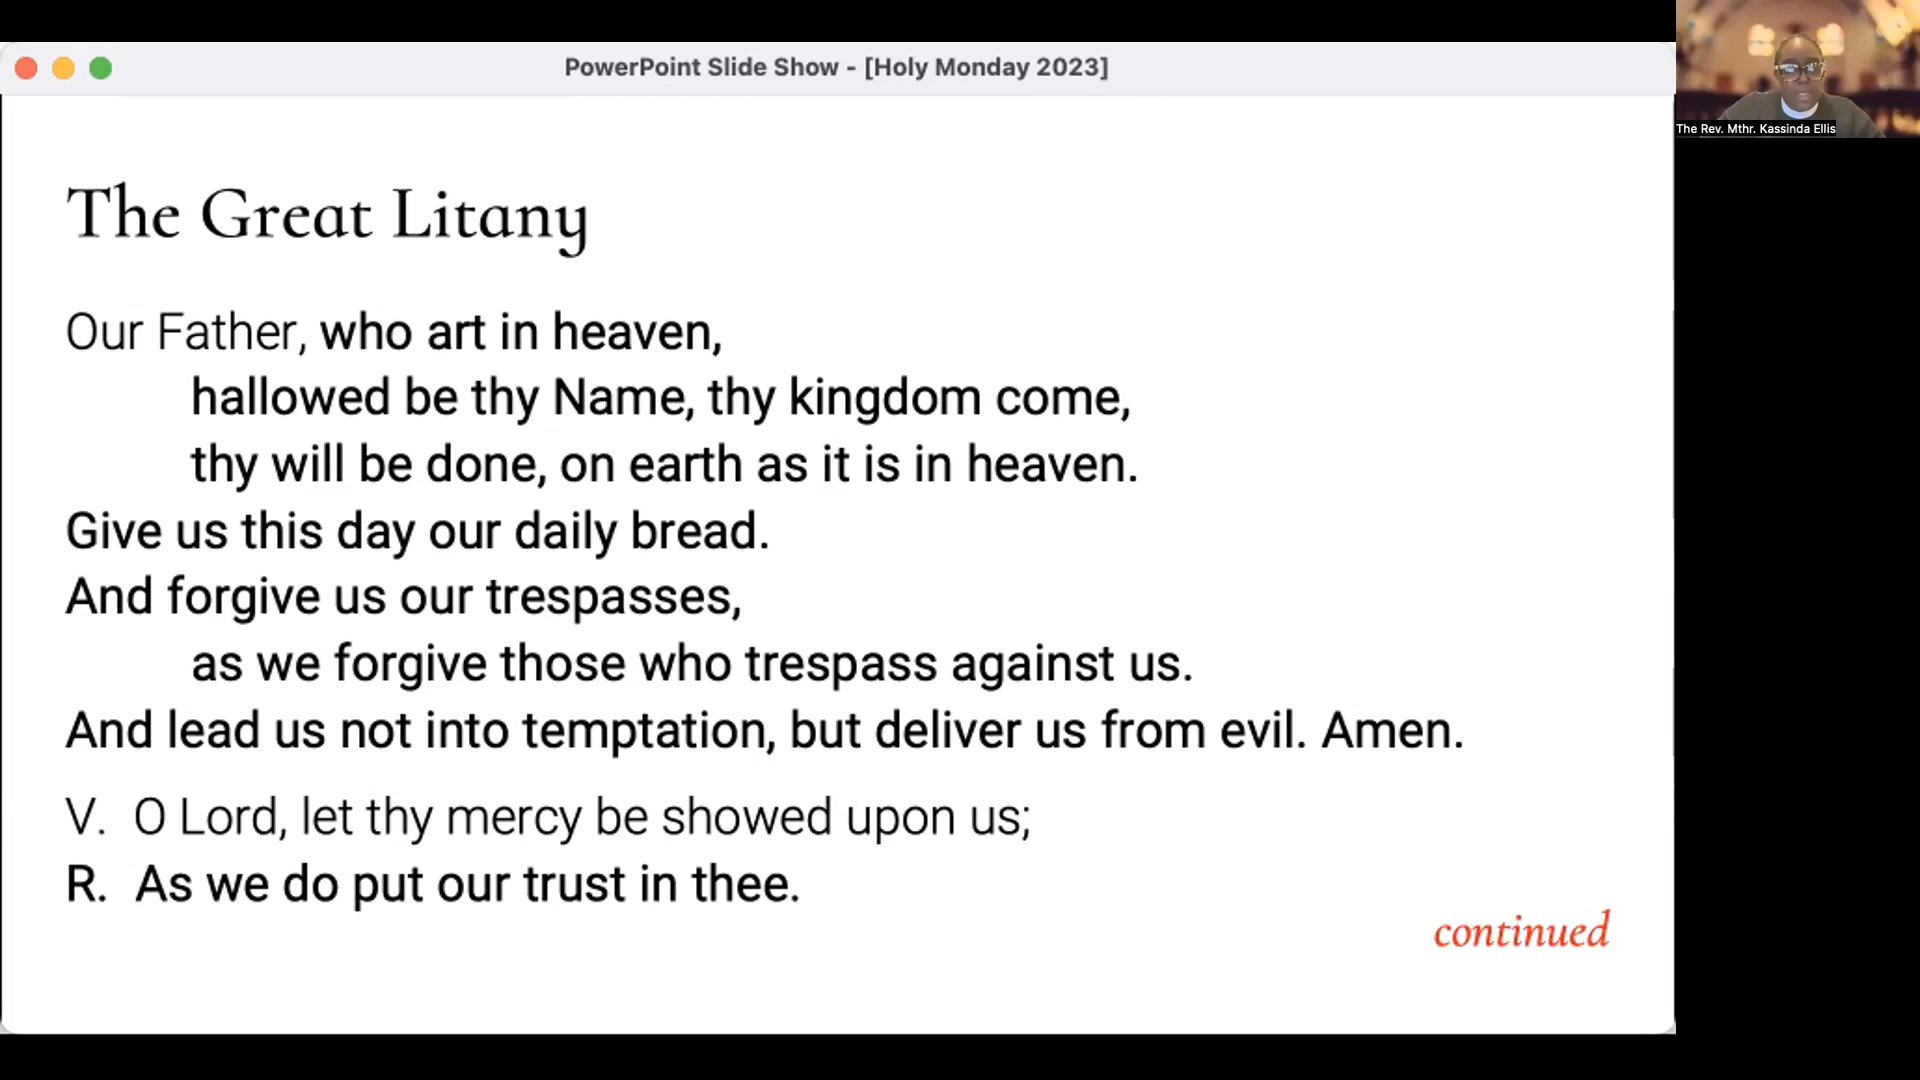 PowerPoint Slide Show - [Holy Monday 2023]
The Rev. Mthr. Kassinda Ellis
The Great Litany
Our Father, who art in heaven,
hallowed be thy Name, thy kingdom come,
thy will be done, on earth as it is in heaven.
Give us this day our daily bread.
And forgive us our trespasses,
as we forgive those who trespass against us.
And lead us not into temptation, but deliver us from evil. Amen.
V. O Lord, let thy mercy be showed upon us;
R. As we do put our trust in thee.
continued